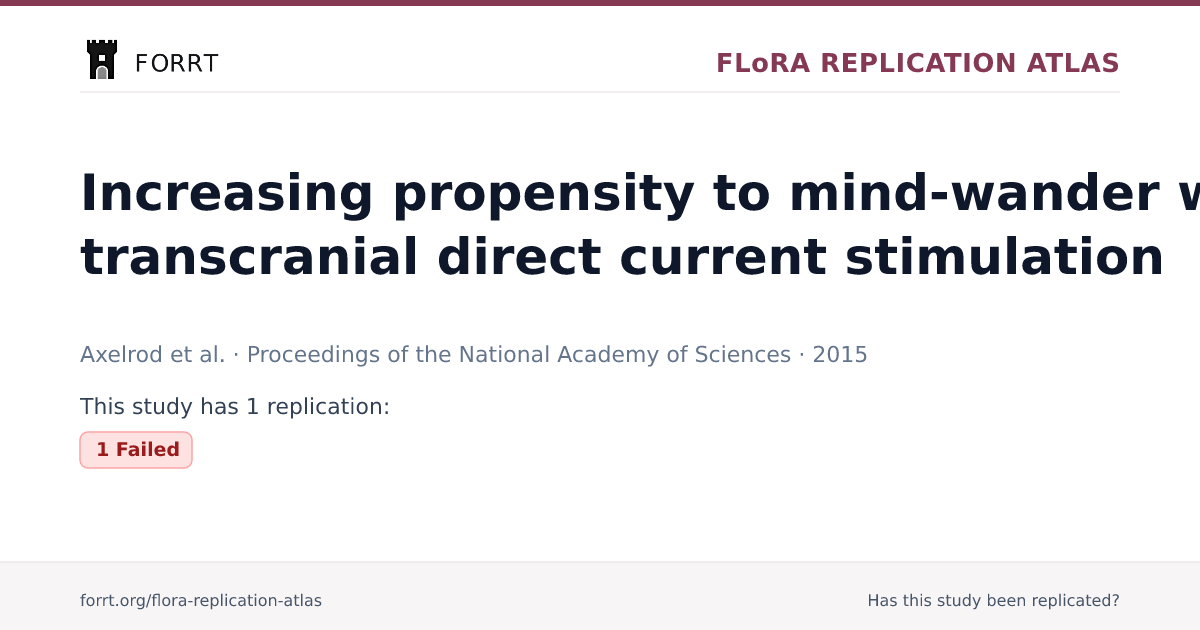 FORRT
FLoRA REPLICATION ATLAS
Increasing propensity to mind-wander
transcranial direct current stimulation
Axelrod et al. · Proceedings of the National Academy of Sciences · 2015
This study has 1 replication:
1 Failed
forrt.org/flora-replication-atlas
Has this study been replicated?